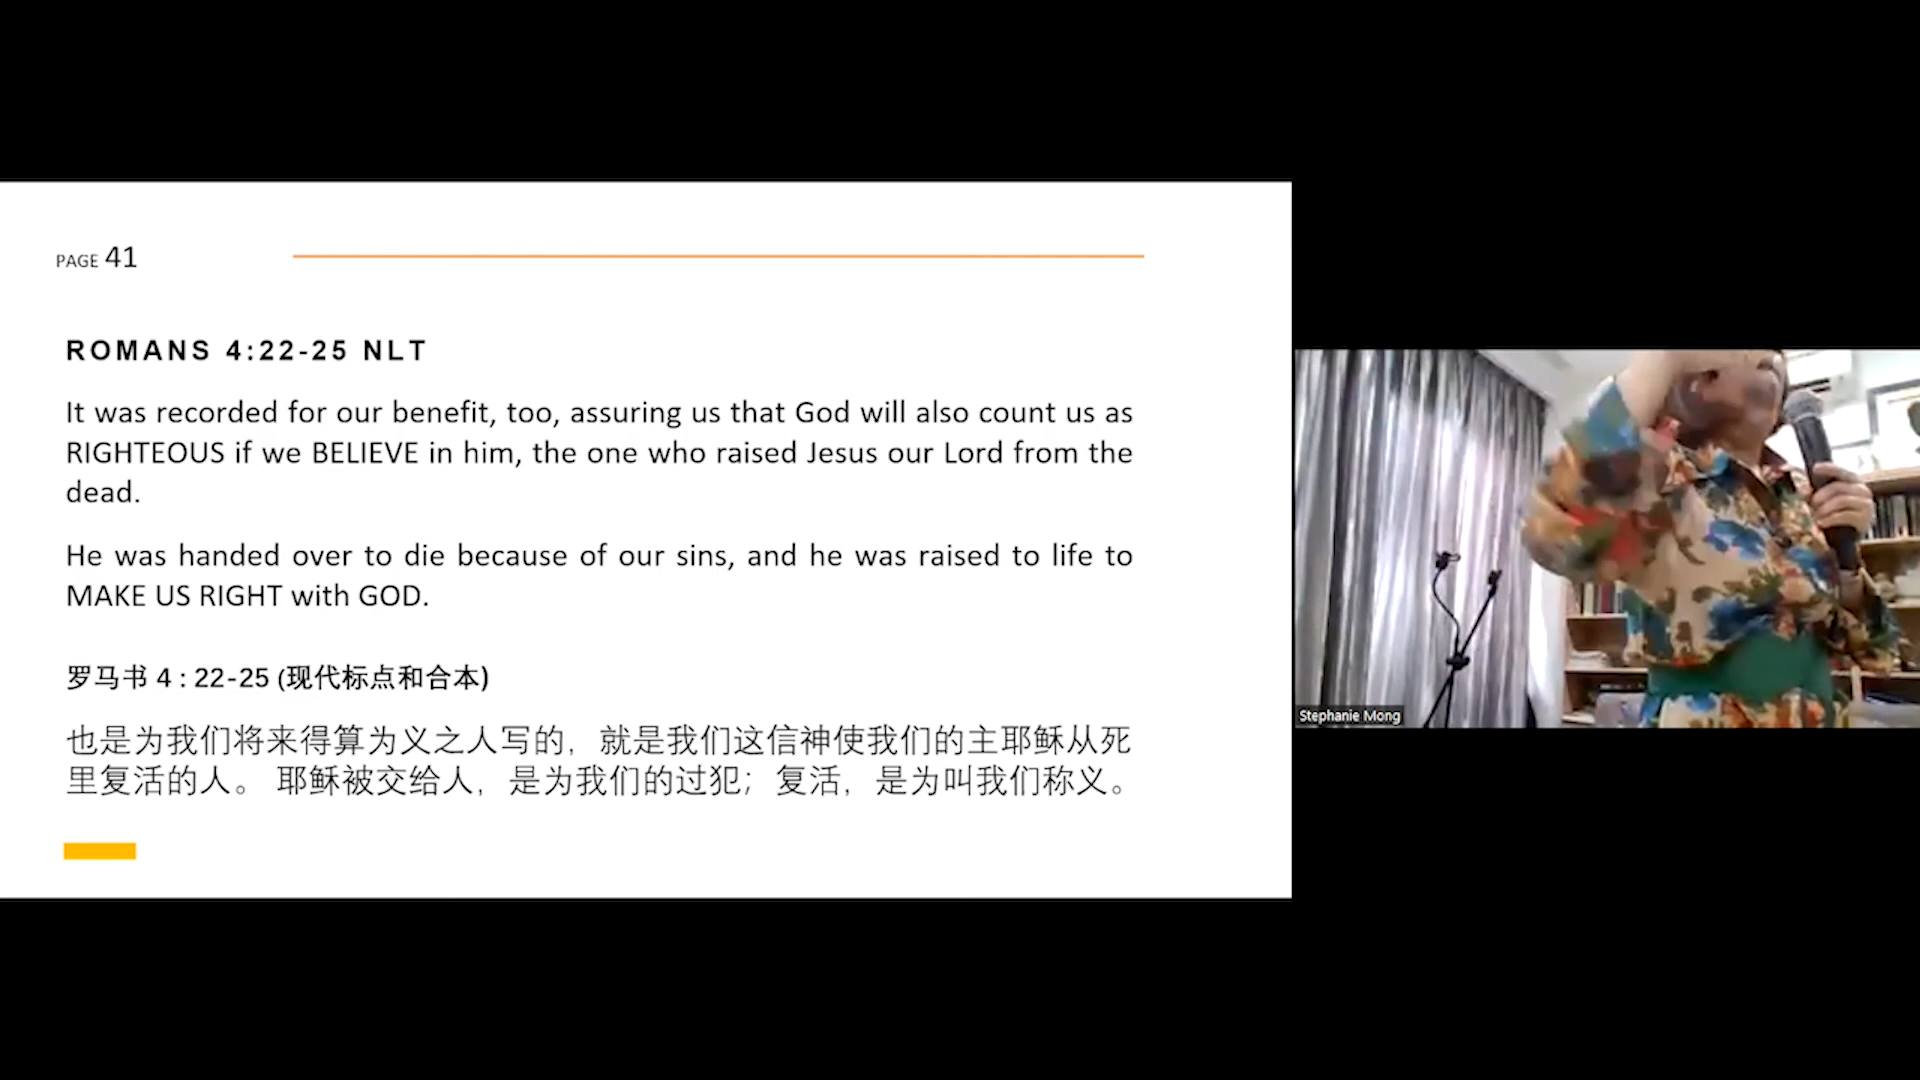 PAGE 41
ROMANS 4:22-25 NLT
It was recorded for our benefit, too, assuring us that God will also count us as
RIGHTEOUS if we BELIEVE in him, the one who raised Jesus our Lord from the
dead.
He was handed over to die because of our sins, and he was raised to life to
MAKE US RIGHT with GOD.
罗马书 4 : 22-25 (现代标点和合本)
也是为我们将来得算为义之人写的，就是我们这信神使我们的主耶稣从死
里复活的人。 耶稣被交给人，是为我们的过犯；复活，是为叫我们称义。
Stephanie Mong